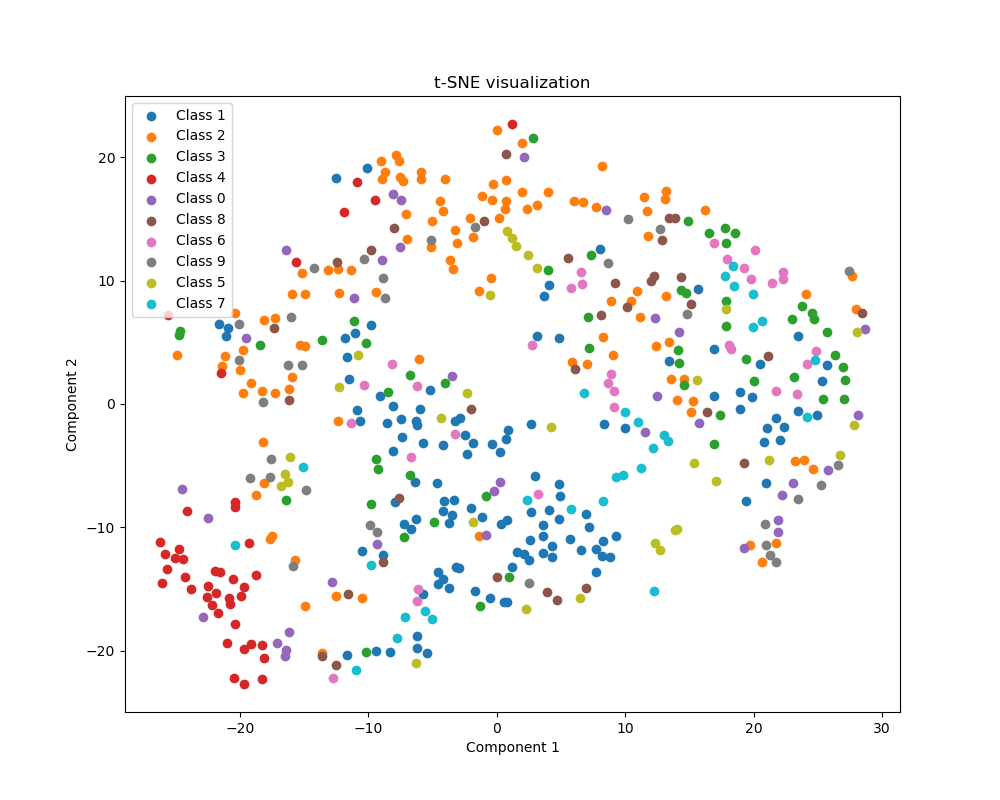 t-SNE visualization
Class 1
Class 2
Class 3
Class 4
Class 0
Class 8
Class 6
Class 9
Class 5
Class 7
20
10
0
−10
−20
Component 2
−20
−10
0
10
20
30
Component 1